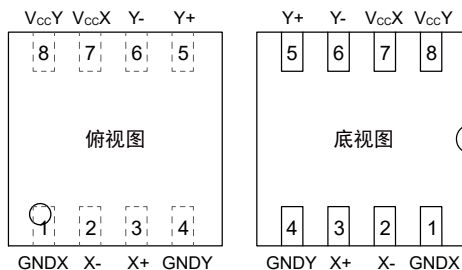 VCCY VCCX Y- Y+
8 7 6 5
俯视图
1 2 3 4
GNDX X- X+ GNDY
Y+ Y- VCCX VCCY
5 6 7 8
底视图
4 3 2 1
GNDY X+ X- GNDX